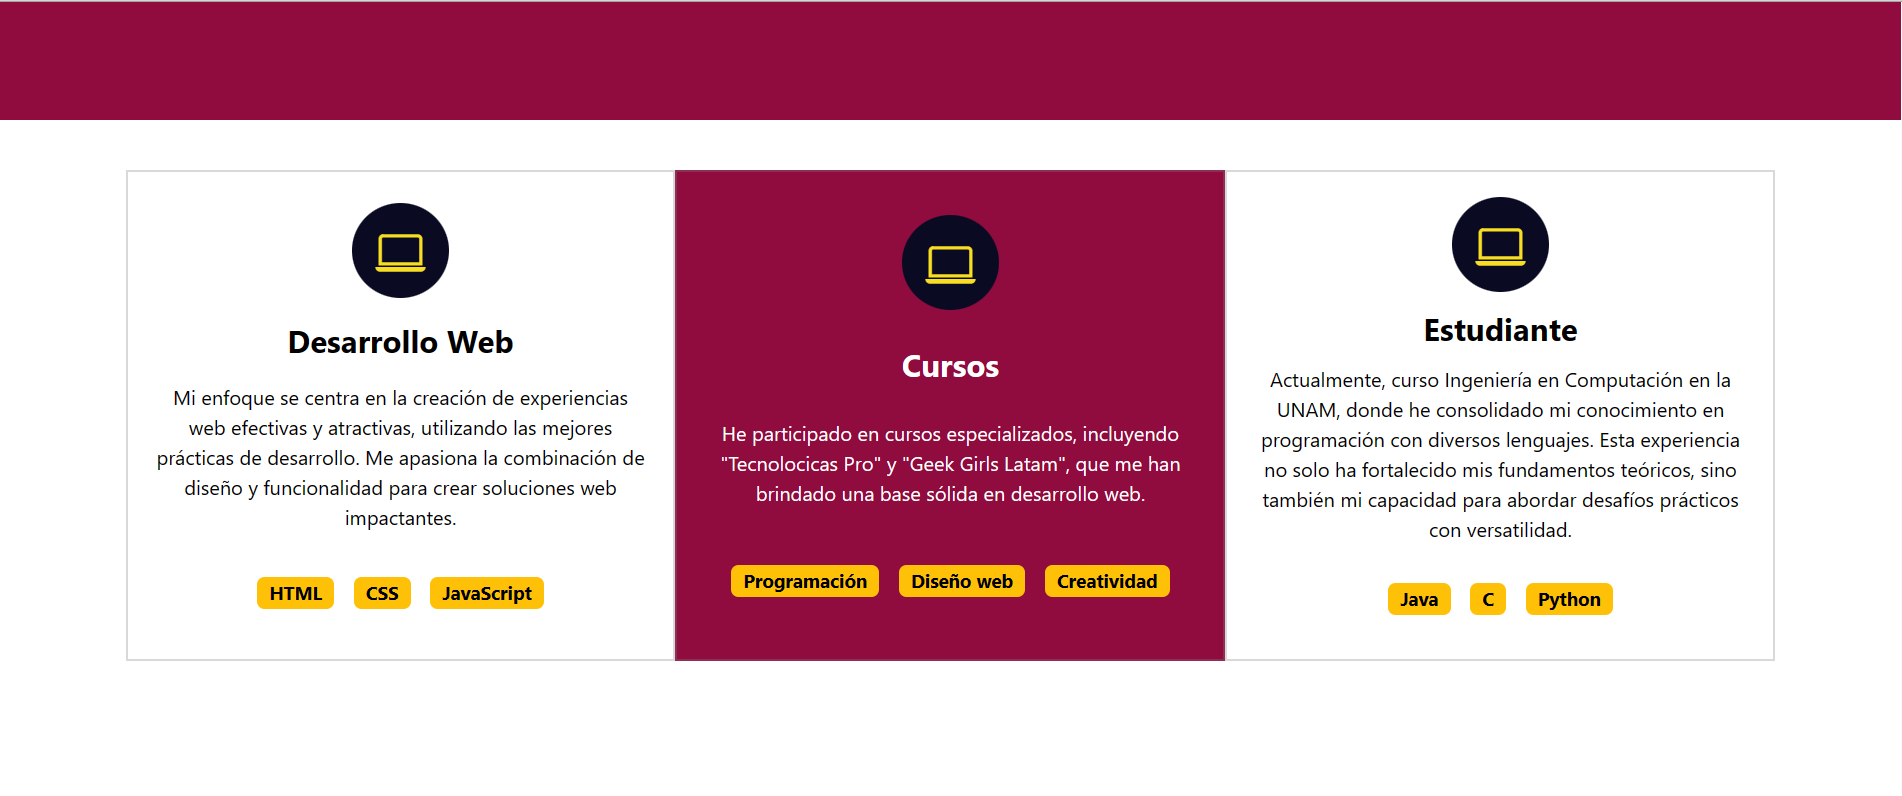 Desarrollo Web
Mi enfoque se centra en la creación de experiencias
web efectivas y atractivas, utilizando las mejores
prácticas de desarrollo. Me apasiona la combinación de
diseño y funcionalidad para crear soluciones web
impactantes.
HTML CSS JavaScript
Cursos
He participado en cursos especializados, incluyendo
"Tecnolocicas Pro" y "Geek Girls Latam", que me han
brindado una base sólida en desarrollo web.
Programación Diseño web Creatividad
Estudiante
Actualmente, curso Ingeniería en Computación en la
UNAM, donde he consolidado mi conocimiento en
programación con diversos lenguajes. Esta experiencia
no solo ha fortalecido mis fundamentos teóricos, sino
también mi capacidad para abordar desafíos prácticos
con versatilidad.
Java C Python